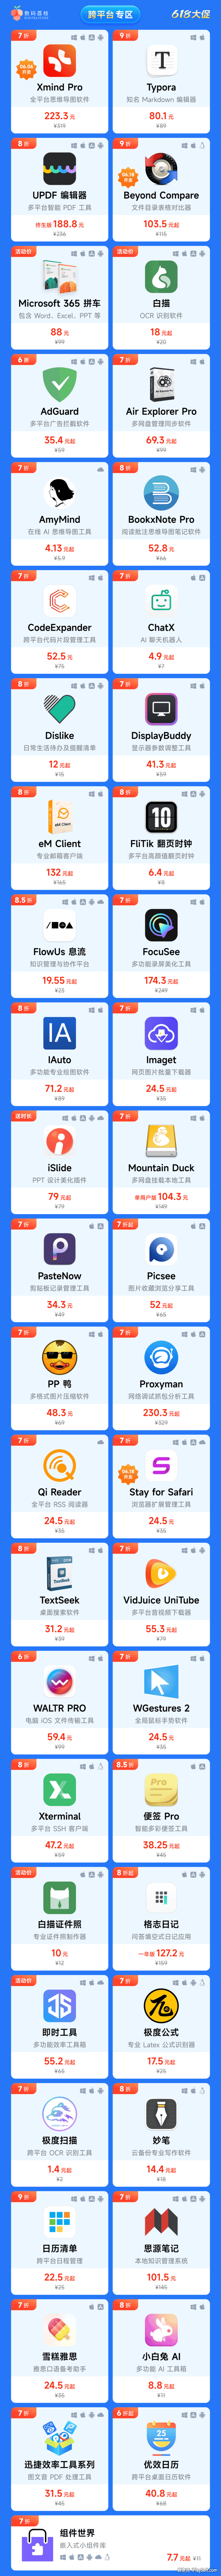 数码荔枝
跨平台专区
618大促
7 折
06.06 开卖
Xmind Pro
全平台思维导图软件
223.3 元
¥319
9 折
Typora
知名 Markdown 编辑器
80.1 元
¥89
8 折
UPDF 编辑器
多平台智能 PDF 工具
终生版 188.8 元
¥236
9 折
06.18 开卖
Beyond Compare
文件目录表格对比器
103.5 元起
¥115
活动价
Microsoft 365 拼车
包含 Word、Excel、PPT 等
88 元
¥99
活动价
白描
OCR 识别软件
18 元起
¥20
6 折
AdGuard
多平台广告拦截软件
35.4 元起
¥59
7 折
Air Explorer Pro
多网盘管理同步软件
69.3 元起
¥99
7 折
AmyMind
在线 AI 思维导图工具
4.13 元起
¥5.9
8 折
BookxNote Pro
阅读批注思维导图笔记软件
52.8 元
¥66
7 折
CodeExpander
跨平台代码片段管理工具
52.5 元
¥75
7 折
ChatX
AI 聊天机器人
4.9 元起
¥7
8 折
Dislike
日常生活待办及提醒清单
12 元起
¥15
7 折
DisplayBuddy
显示器参数调整工具
41.3 元起
¥59
8 折
eM Client
专业邮箱客户端
132 元起
¥165
8 折
10
FliTik 翻页时钟
多平台高颜值翻页时钟
6.4 元起
¥8
8.5 折
FlowUs 息流
知识管理与协作平台
19.55 元起
¥23
7 折
FocuSee
多功能录屏美化工具
174.3 元起
¥249
8 折
IA
IAuto
多功能专业绘图软件
71.2 元起
¥89
7 折
Imaget
网页图片批量下载器
24.5 元起
¥35
送时长
iSlide
PPT 设计美化插件
79 元起
¥79
7 折
Mountain Duck
多网盘挂载本地工具
单用户版 104.3 元起
¥149
7 折
PasteNow
剪贴板记录管理工具
34.3 元起
¥49
7 折起
Picsee
图片收藏浏览分享工具
52 元起
¥65
7 折
PP 鸭
多格式图片压缩软件
48.3 元起
¥69
7 折
Proxyman
网络调试抓包分析工具
230.3 元起
¥329
7 折
Qi Reader
全平台 RSS 阅读器
24.5 元起
¥35
7 折
06.18 开卖
Stay for Safari
浏览器扩展管理工具
24.5 元
¥35
8 折
TextSeek
桌面搜索软件
31.2 元起
¥39
7 折
VidJuice UniTube
多平台音视频下载器
55.3 元起
¥79
6 折
WALTR PRO
电脑 iOS 文件传输工具
59.4 元起
¥99
7 折
WGestures 2
全局鼠标手势软件
24.5 元
¥35
8 折
Xterminal
多平台 SSH 客户端
47.2 元起
¥59
8.5 折
Pro
便签 Pro
智能多彩便签工具
38.25 元起
¥45
活动价
白描证件照
专业证件照制作器
10 元
¥12
8 折起
格志日记
问答填空式日记应用
一年版 127.2 元
¥159
活动价
即时工具
多功能效率工具箱
55.2 元起
¥65
7 折
极度公式
专业 Latex 公式识别器
17.5 元起
¥25
7 折
极度扫描
跨平台 OCR 识别工具
1.4 元起
¥2
8 折
妙笔
云备份专业写作软件
14.4 元起
¥18
9 折
日历清单
跨平台日程管理
22.5 元起
¥25
7 折
思源笔记
本地知识管理系统
101.5 元起
¥145
7 折
雪糕雅思
雅思口语备考助手
24.5 元起
¥35
8 折
小白兔 AI
多功能 AI 工具箱
8.8 元起
¥11
7 折
迅捷效率工具系列
图文音 PDF 处理工具
31.5 元起
¥45
6 折起
25
优效日历
跨平台桌面日历软件
40.8 元起
¥68
7 折
组件世界
嵌入式小组件库
7.7 元起 ¥11